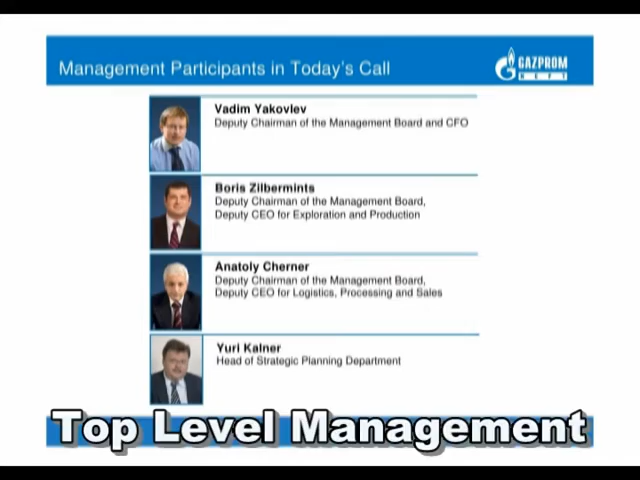 Management Participants in Today's Call
GAZPROM
NEFT
Vadim Yakovlev
Deputy Chairman of the Management Board and CFO
Boris Zilbermints
Deputy Chairman of the Management Board,
Deputy CEO for Exploration and Production
Anatoly Cherner
Deputy Chairman of the Management Board,
Deputy CEO for Logistics, Processing and Sales
Yuri Kalner
Head of Strategic Planning Department
Top Level Management